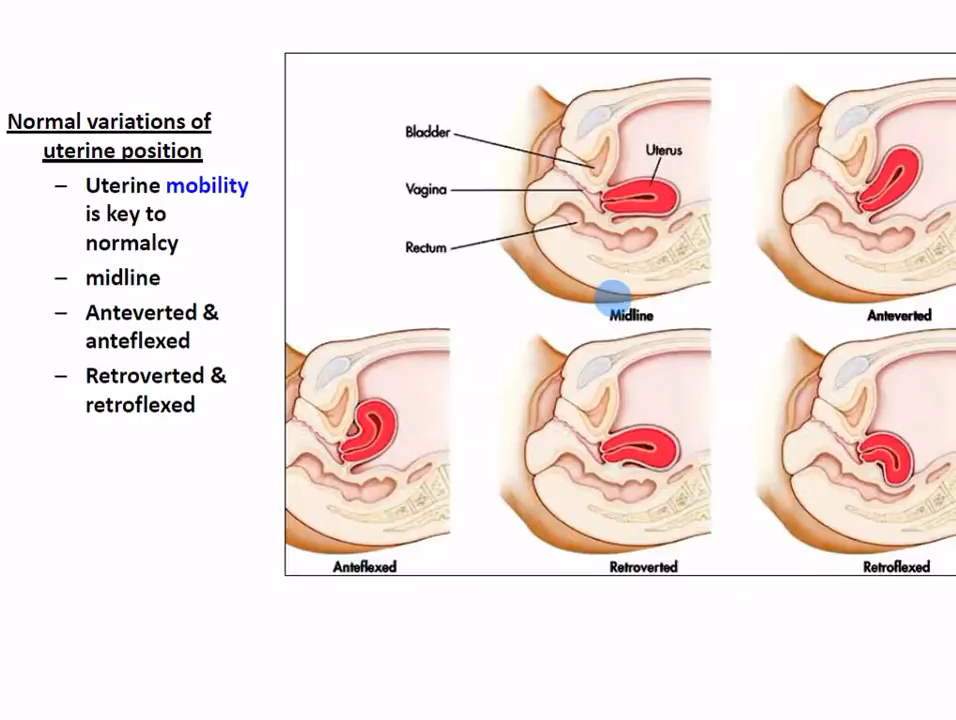 Normal variations of
uterine position
– Uterine mobility
is key to
normalcy
– midline
– Anteverted &
anteflexed
– Retroverted &
retroflexed
Bladder
Uterus
Vagina
Rectum
Midline
Anteverted
Anteflexed
Retroverted
Retroflexed